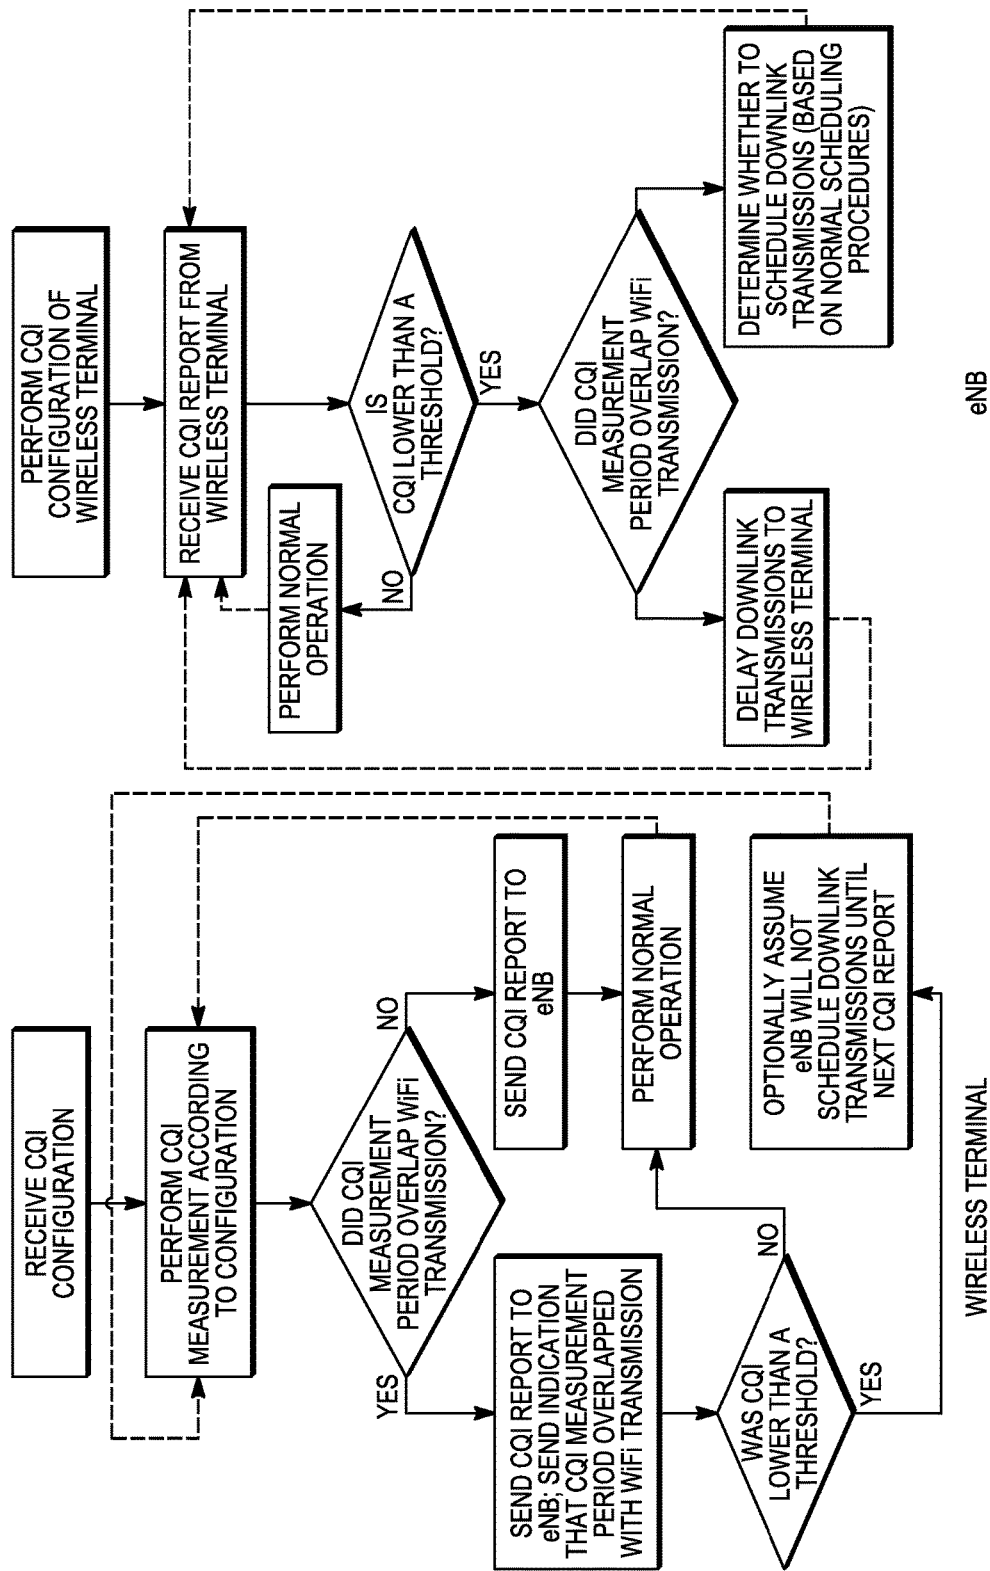 RECEIVE CQI
CONFIGURATION
PERFORM CQI
MEASUREMENT ACCORDING
TO CONFIGURATION
DID CQI
MEASUREMENT
PERIOD OVERLAP WiFi
TRANSMISSION?
YES
NO
SEND CQI REPORT TO
eNB; SEND INDICATION
THAT CQI MEASUREMENT
PERIOD OVERLAPPED
WITH WiFi TRANSMISSION
SEND CQI REPORT TO
eNB
PERFORM NORMAL
OPERATION
WAS CQI
LOWER THAN A
THRESHOLD?
NO
YES
OPTIONALLY ASSUME
eNB WILL NOT
SCHEDULE DOWNLINK
TRANSMISSIONS UNTIL
NEXT CQI REPORT
WIRELESS TERMINAL
PERFORM CQI
CONFIGURATION OF
WIRELESS TERMINAL
RECEIVE CQI REPORT FROM
WIRELESS TERMINAL
PERFORM NORMAL
OPERATION
IS
CQI LOWER THAN A
THRESHOLD?
NO
YES
DID CQI
MEASUREMENT
PERIOD OVERLAP WiFi
TRANSMISSION?
DELAY DOWNLINK
TRANSMISSIONS TO
WIRELESS TERMINAL
DETERMINE WHETHER TO
SCHEDULE DOWNLINK
TRANSMISSIONS (BASED
ON NORMAL SCHEDULING
PROCEDURES)
eNB